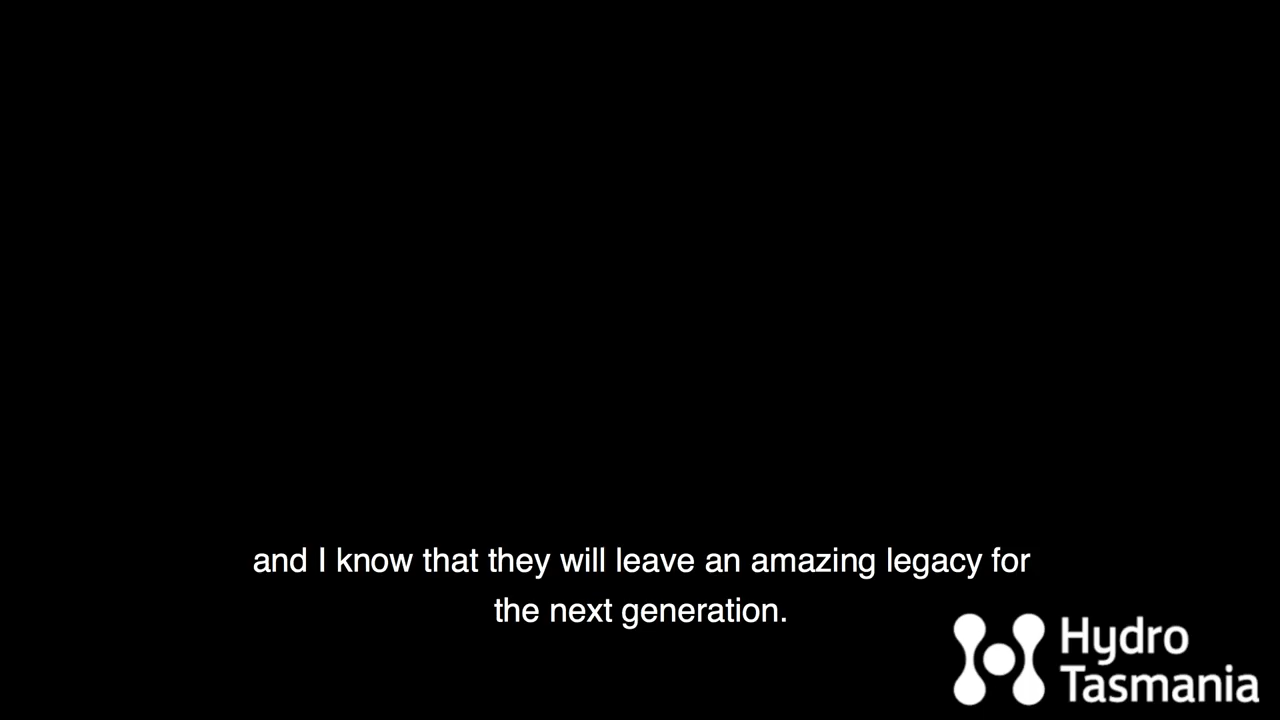 and I know that they will leave an amazing legacy for
the next generation.
Hydro
Tasmania